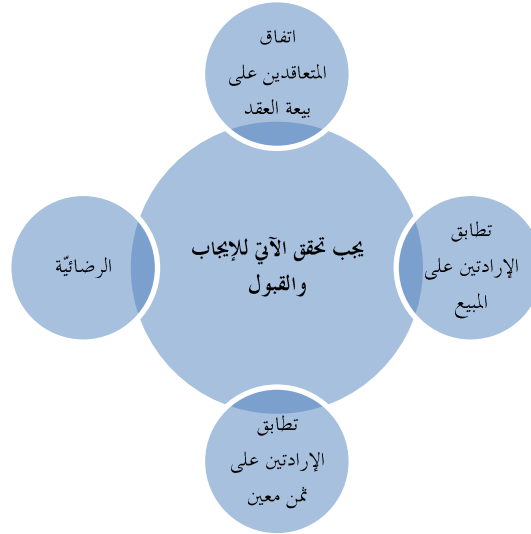 اتفاق
المتعاقدين على
بيعة العقد
يجب تحقق الآتي للإيجاب
والقبول
تطابق
الإرادتين على
المبيع
الرضائيّة
تطابق
الإرادتين على
ثمن معين